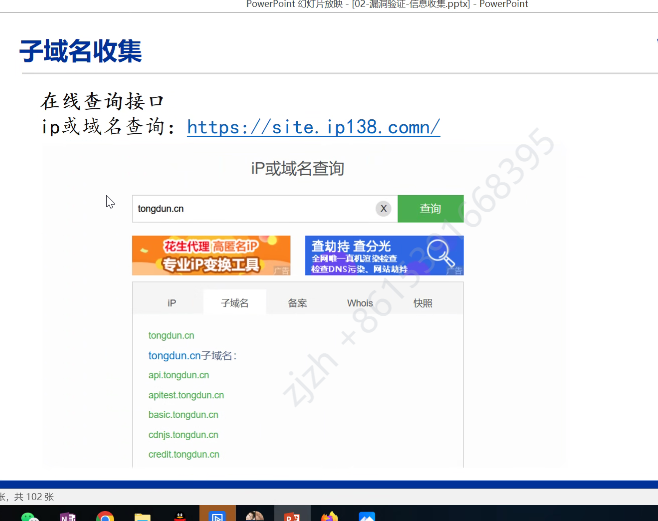 PowerPoint 幻灯片放映 - [02-漏洞验证-信息收集.pptx] - PowerPoint
子域名收集
在线查询接口
ip或域名查询：https://site.ip138.comn/
iP或域名查询
tongdun.cn X 查询
花生代理 高匿名iP
专业iP变换工具
广告
查劫持 查分光
全网唯一真机渲染检查
检查DNS污染、网站劫持
广告
iP 子域名 备案 Whois 快照
tongdun.cn
tongdun.cn子域名：
api.tongdun.cn
apitest.tongdun.cn
basic.tongdun.cn
cdnjs.tongdun.cn
credit.tongdun.cn
张，共 102 张